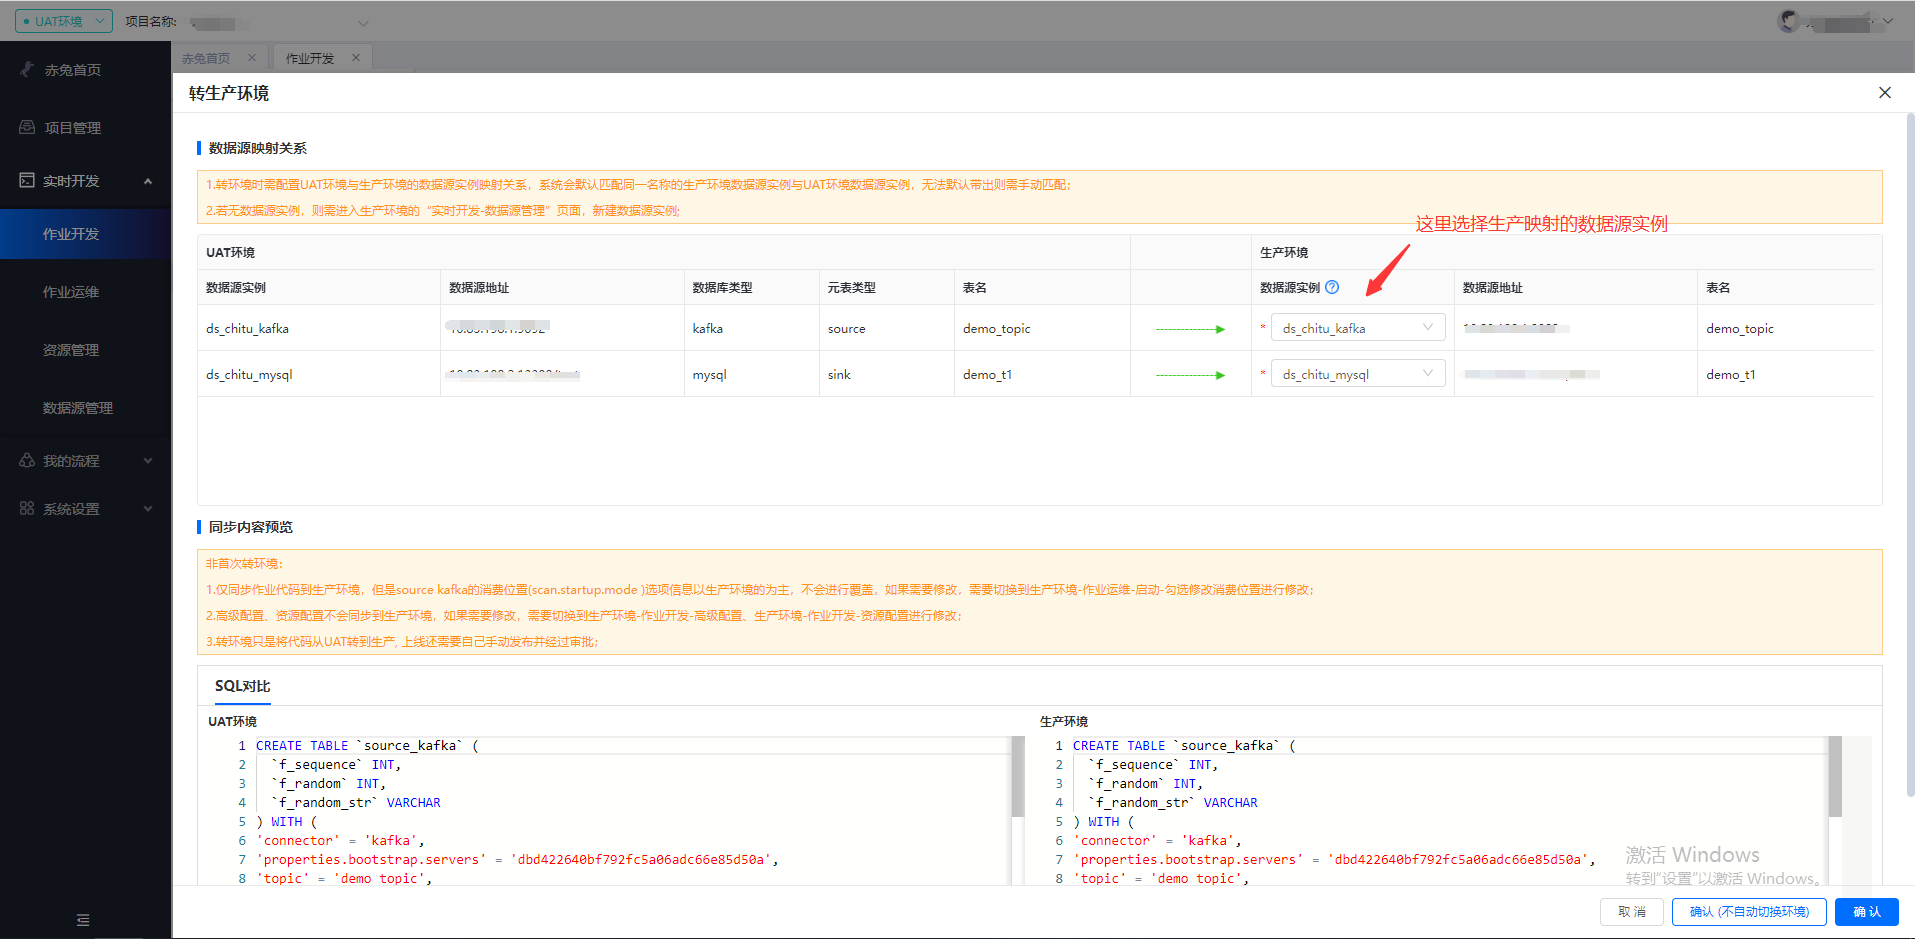 UAT环境
项目名称:
赤兔首页
项目管理
实时开发
作业开发
作业运维
资源管理
数据源管理
我的流程
系统设置
赤兔首页
作业开发
转生产环境
数据源映射关系
1.转环境时需配置UAT环境与生产环境的数据源实例映射关系，系统会默认匹配同一名称的生产环境数据源实例与UAT环境数据源实例，无法默认带出则需手动匹配；
2.若无数据源实例，则需进入生产环境的“实时开发-数据源管理”页面，新建数据源实例;
这里选择生产映射的数据源实例
UAT环境 生产环境
数据源实例 数据源地址 数据库类型 元表类型 表名 数据源实例 数据源地址 表名
ds_chitu_kafka kafka source demo_topic * ds_chitu_kafka demo_topic
ds_chitu_mysql mysql sink demo_t1 * ds_chitu_mysql demo_t1
同步内容预览
非首次转环境：
1.仅同步作业代码到生产环境，但是source kafka的消费位置(scan.startup.mode )选项信息以生产环境的为主，不会进行覆盖，如果需要修改，需要切换到生产环境-作业运维-启动-勾选修改消费位置进行修改；
2.高级配置、资源配置不会同步到生产环境，如果需要修改，需要切换到生产环境-作业开发-高级配置、生产环境-作业开发-资源配置进行修改；
3.转环境只是将代码从UAT转到生产, 上线还需要自己手动发布并经过审批；
SQL对比
UAT环境
1 CREATE TABLE `source_kafka` (
2 `f_sequence` INT,
3 `f_random` INT,
4 `f_random_str` VARCHAR
5 ) WITH (
6 'connector' = 'kafka',
7 'properties.bootstrap.servers' = 'dbd422640bf792fc5a06adc66e85d50a',
8 'topic' = 'demo_topic',
生产环境
1 CREATE TABLE `source_kafka` (
2 `f_sequence` INT,
3 `f_random` INT,
4 `f_random_str` VARCHAR
5 ) WITH (
6 'connector' = 'kafka',
7 'properties.bootstrap.servers' = 'dbd422640bf792fc5a06adc66e85d50a',
8 'topic' = 'demo_topic',
激活 Windows
转到“设置”以激活 Windows。
取 消
确认 (不自动切换环境)
确 认